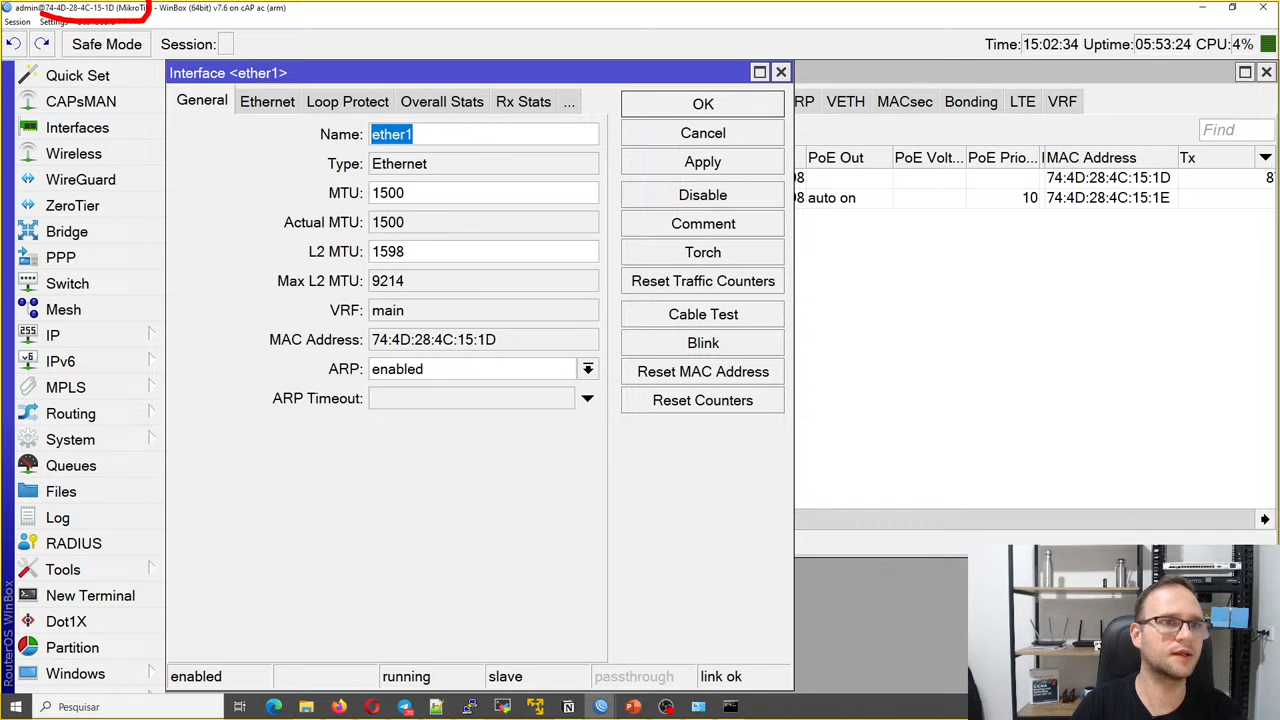 admin@74-4D-28-4C-15-1D (MikroTi - WinBox (64bit) v7.6 on cAP ac (arm)
Session Settings Dashboard
Safe Mode Session: Time: 15:02:34 Uptime: 05:53:24 CPU: 4%
Quick Set
CAPsMAN
Interfaces
Wireless
WireGuard
ZeroTier
Bridge
PPP
Switch
Mesh
IP
IPv6
MPLS
Routing
System
Queues
Files
Log
RADIUS
Tools
New Terminal
Dot1X
Partition
Windows
RouterOS WinBox
Interface <ether1>
General Ethernet Loop Protect Overall Stats Rx Stats ...
Name: ether1
Type: Ethernet
MTU: 1500
Actual MTU: 1500
L2 MTU: 1598
Max L2 MTU: 9214
VRF: main
MAC Address: 74:4D:28:4C:15:1D
ARP: enabled
ARP Timeout:
OK
Cancel
Apply
Disable
Comment
Torch
Reset Traffic Counters
Cable Test
Blink
Reset MAC Address
Reset Counters
enabled running slave passthrough link ok
RP VETH MACsec Bonding LTE VRF
Find
PoE Out PoE Volt... PoE Prio... MAC Address Tx
98 74:4D:28:4C:15:1D 8
98 auto on 10 74:4D:28:4C:15:1E
Pesquisar